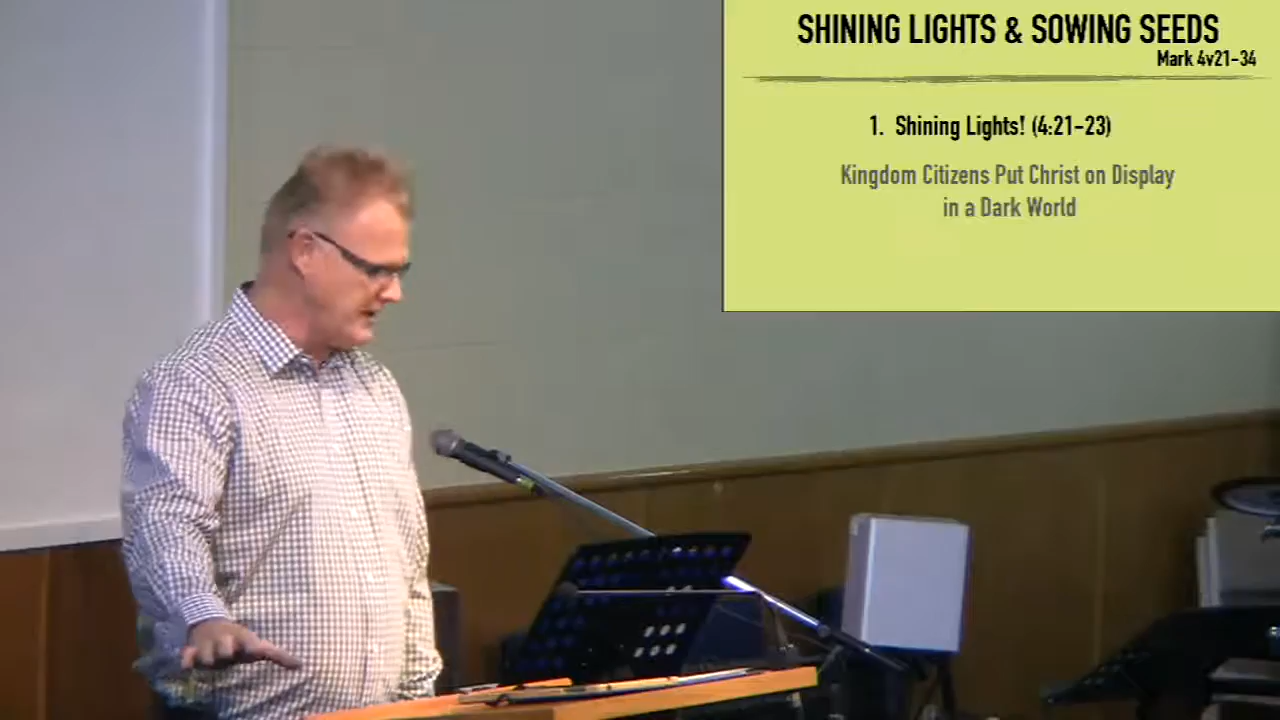 SHINING LIGHTS & SOWING SEEDS
Mark 4v21-34
1. Shining Lights! (4:21-23)
Kingdom Citizens Put Christ on Display
in a Dark World